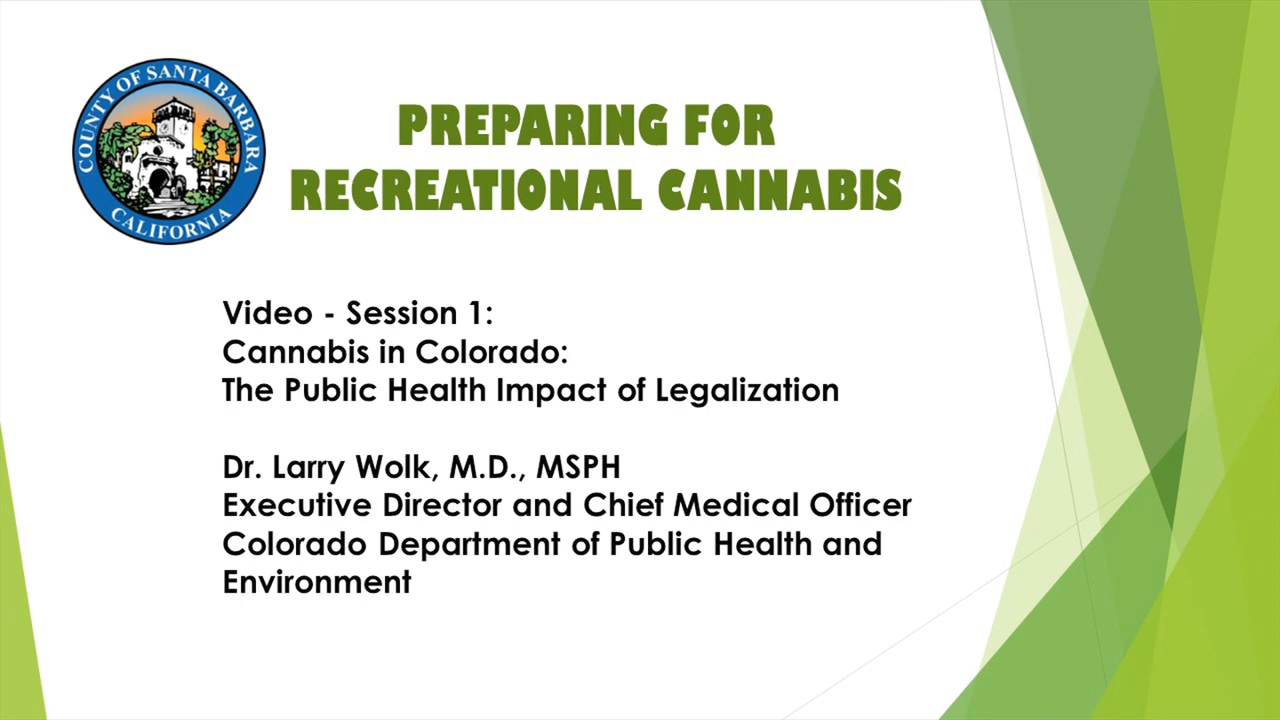 COUNTY OF SANTA BARBARA
CALIFORNIA
PREPARING FOR
RECREATIONAL CANNABIS
Video - Session 1:
Cannabis in Colorado:
The Public Health Impact of Legalization
Dr. Larry Wolk, M.D., MSPH
Executive Director and Chief Medical Officer
Colorado Department of Public Health and
Environment